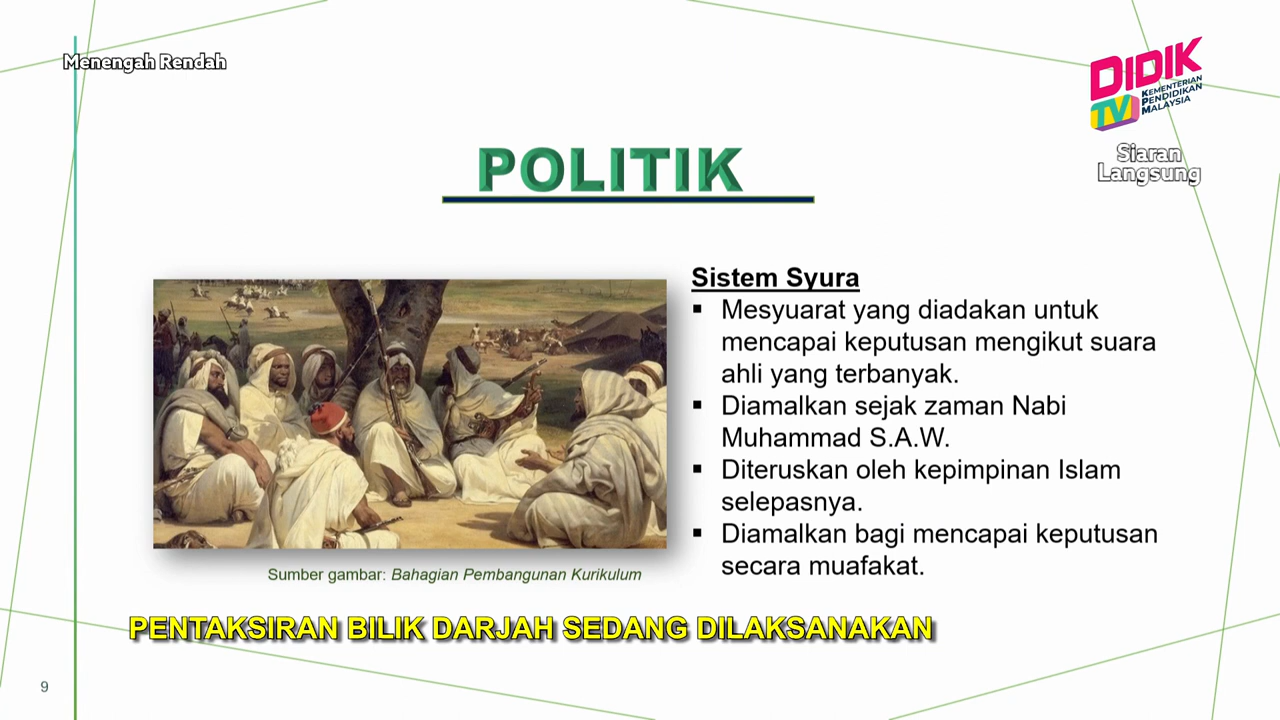 Menengah Rendah
DIDIK
TV
KEMENTERIAN
PENDIDIKAN
MALAYSIA
Siaran
Langsung
POLITIK
Sistem Syura
▪ Mesyuarat yang diadakan untuk
mencapai keputusan mengikut suara
ahli yang terbanyak.
▪ Diamalkan sejak zaman Nabi
Muhammad S.A.W.
▪ Diteruskan oleh kepimpinan Islam
selepasnya.
▪ Diamalkan bagi mencapai keputusan
secara muafakat.
Sumber gambar: Bahagian Pembangunan Kurikulum
PENTAKSIRAN BILIK DARJAH SEDANG DILAKSANAKAN
9